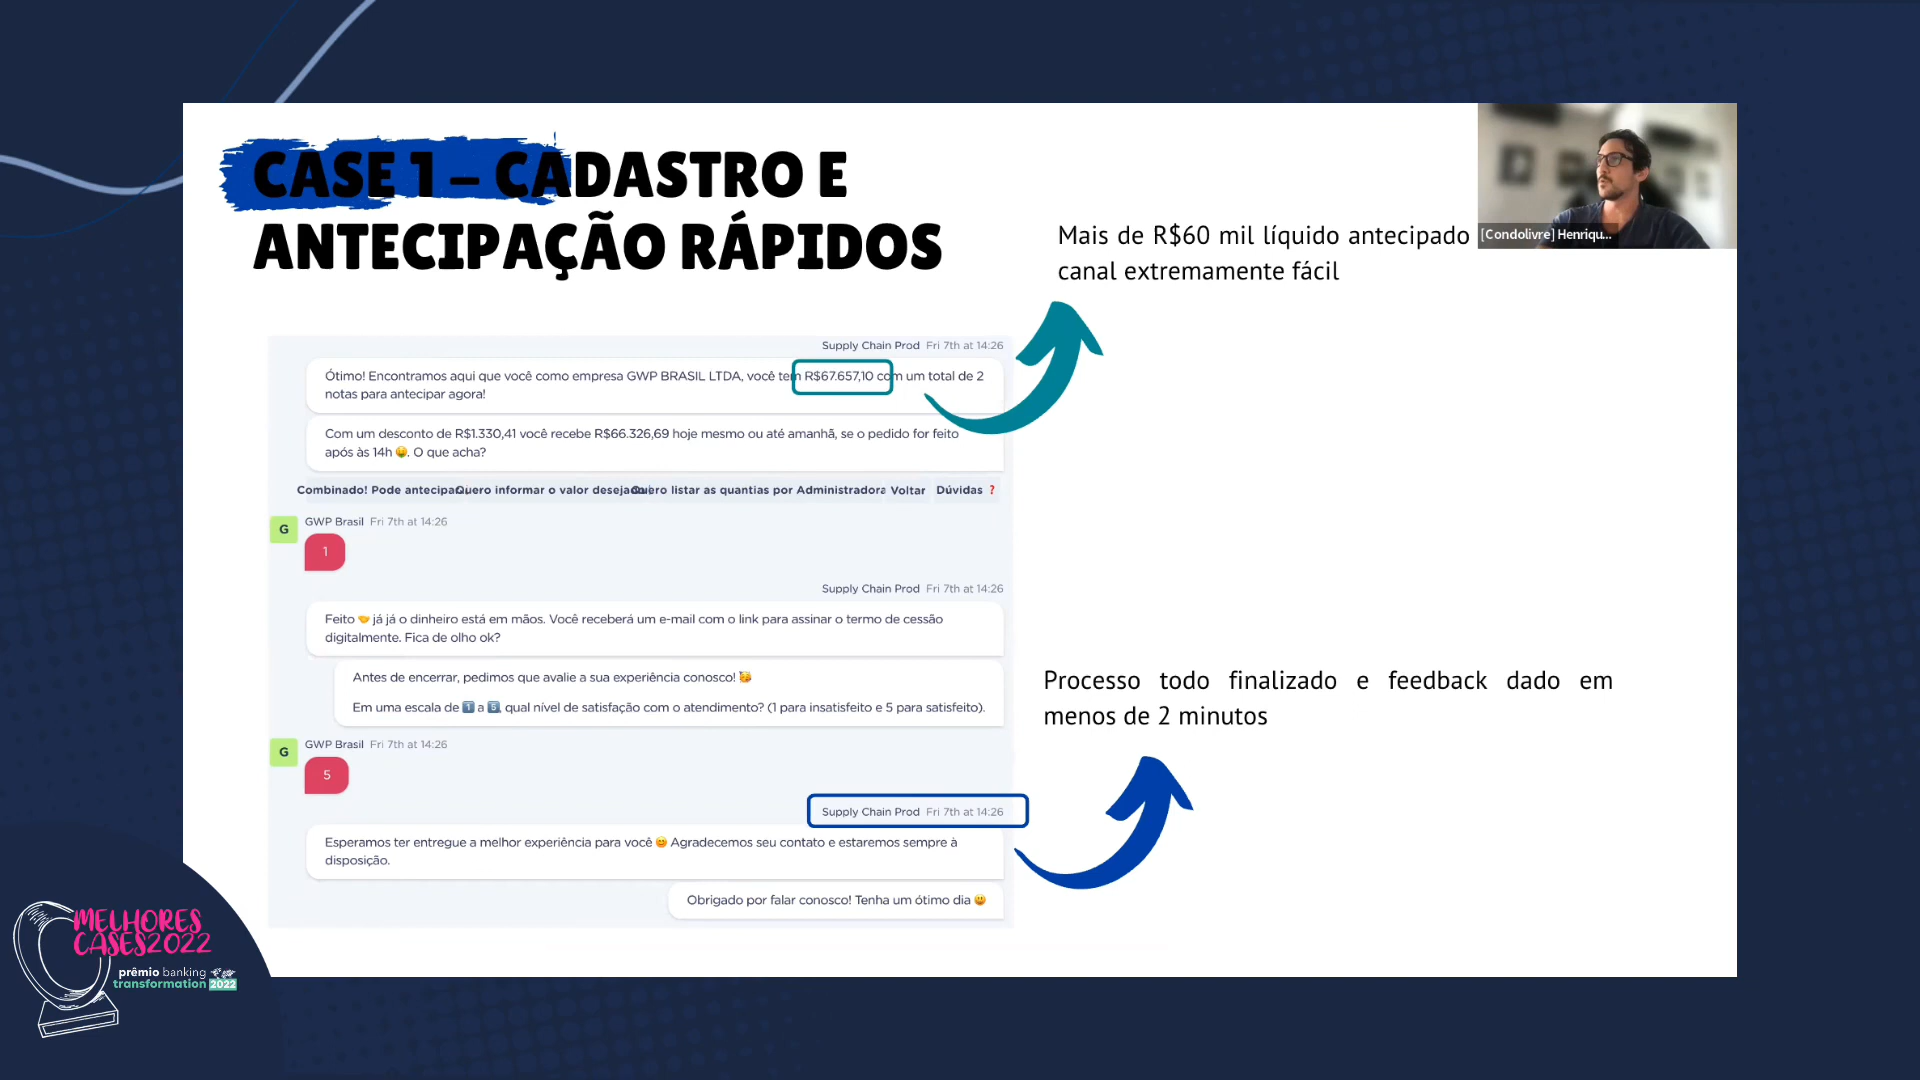 CASE 1 – CADASTRO E
ANTECIPAÇÃO RÁPIDOS
Mais de R$60 mil líquido antecipado
canal extremamente fácil
[Condolivre] Henriqu...
Supply Chain Prod Fri 7th at 14:26
Ótimo! Encontramos aqui que você como empresa GWP BRASIL LTDA, você tem R$67.657,10 com um total de 2
notas para antecipar agora!
Com um desconto de R$1.330,41 você recebe R$66.326,69 hoje mesmo ou até amanhã, se o pedido for feito
após às 14h 🤑. O que acha?
Combinado! Pode antecipar Quero informar o valor desejado Quero listar as quantias por Administradora Voltar Dúvidas ❓
G
GWP Brasil Fri 7th at 14:26
1
Supply Chain Prod Fri 7th at 14:26
Feito 🤝 já já o dinheiro está em mãos. Você receberá um e-mail com o link para assinar o termo de cessão
digitalmente. Fica de olho ok?
Antes de encerrar, pedimos que avalie a sua experiência conosco! 🥳
Em uma escala de 1️⃣ a 5️⃣, qual nível de satisfação com o atendimento? (1 para insatisfeito e 5 para satisfeito).
Processo todo finalizado e feedback dado em
menos de 2 minutos
G
GWP Brasil Fri 7th at 14:26
5
Supply Chain Prod Fri 7th at 14:26
Esperamos ter entregue a melhor experiência para você 😊 Agradecemos seu contato e estaremos sempre à
disposição.
Obrigado por falar conosco! Tenha um ótimo dia 😀
MELHORES
CASES2022
prêmio banking
transformation 2022